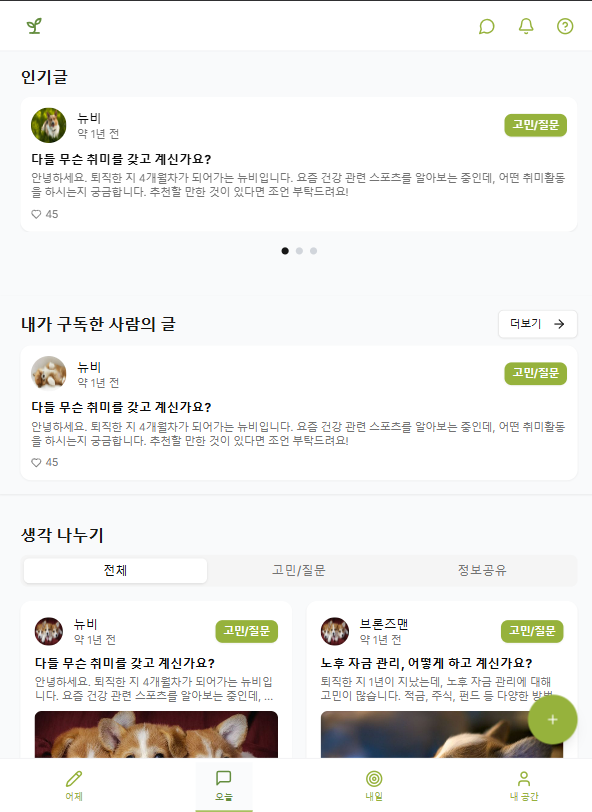 인기글
뉴비
약 1년 전
고민/질문
다들 무슨 취미를 갖고 계신가요?
안녕하세요. 퇴직한 지 4개월차가 되어가는 뉴비입니다. 요즘 건강 관련 스포츠를 알아보는 중인데, 어떤 취미활동
을 하시는지 궁금합니다. 추천할 만한 것이 있다면 조언 부탁드려요!
45
내가 구독한 사람의 글
더보기
뉴비
약 1년 전
고민/질문
다들 무슨 취미를 갖고 계신가요?
안녕하세요. 퇴직한 지 4개월차가 되어가는 뉴비입니다. 요즘 건강 관련 스포츠를 알아보는 중인데, 어떤 취미활동
을 하시는지 궁금합니다. 추천할 만한 것이 있다면 조언 부탁드려요!
45
생각 나누기
전체
고민/질문
정보공유
뉴비
약 1년 전
고민/질문
다들 무슨 취미를 갖고 계신가요?
안녕하세요. 퇴직한 지 4개월차가 되어가는 뉴비입
니다. 요즘 건강 관련 스포츠를 알아보는 중인데, ...
브론즈맨
약 1년 전
고민/질문
노후 자금 관리, 어떻게 하고 계신가요?
퇴직한 지 1년이 지났는데, 노후 자금 관리에 대해
고민이 많습니다. 적금, 주식, 펀드 등 다양한
어제
오늘
내일
내 공간